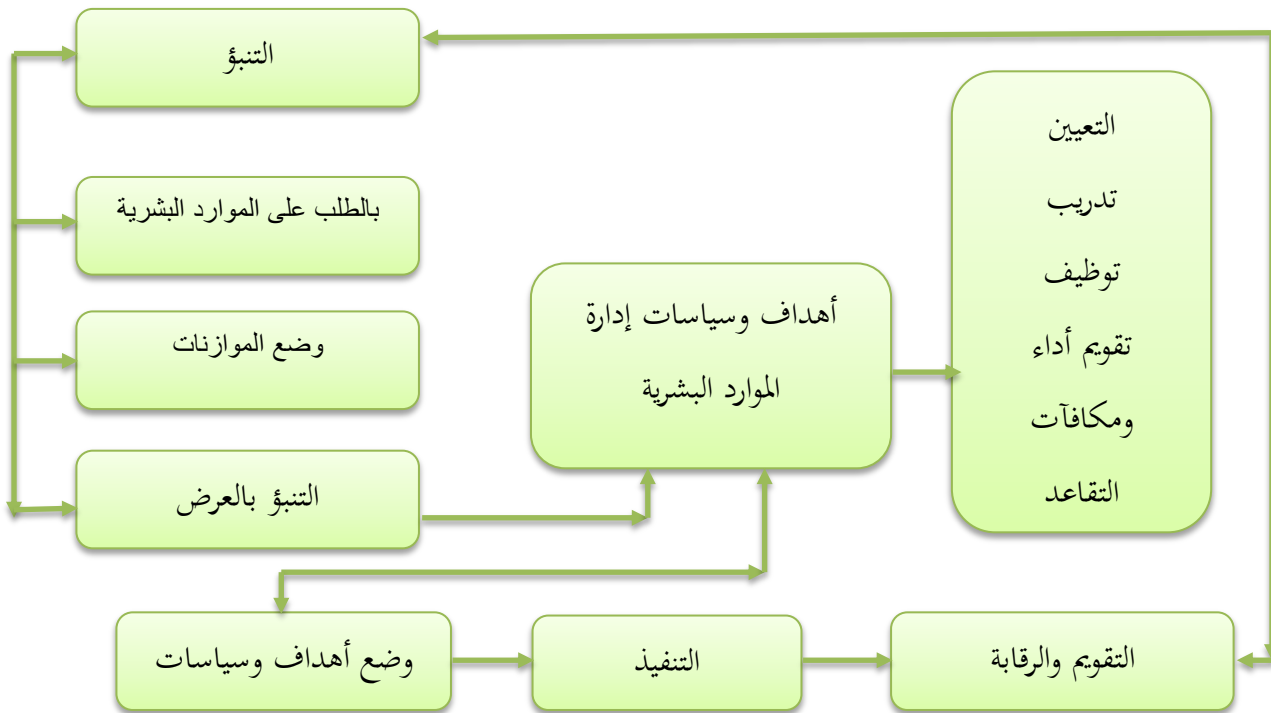 التنبؤ
بالطلب على الموارد البشرية
وضع الموازنات
التنبؤ بالعرض
أهداف وسياسات إدارة
الموارد البشرية
التعيين
تدريب
توظيف
تقويم أداء
ومكافآت
التقاعد
وضع أهداف وسياسات
التنفيذ
التقويم والرقابة